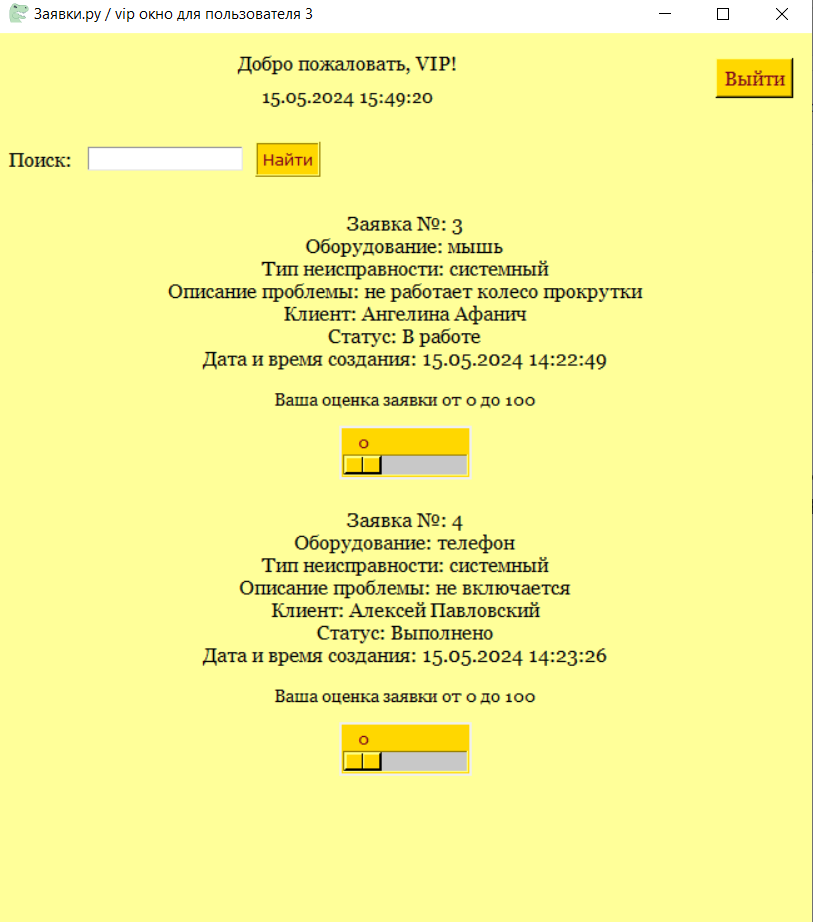 Заявки.ру / vip окно для пользователя 3
Добро пожаловать, VIP!
Выйти
15.05.2024 15:49:20
Поиск:
Найти
Заявка №: 3
Оборудование: мышь
Тип неисправности: системный
Описание проблемы: не работает колесо прокрутки
Клиент: Ангелина Афанич
Статус: В работе
Дата и время создания: 15.05.2024 14:22:49
Ваша оценка заявки от 0 до 100
0
Заявка №: 4
Оборудование: телефон
Тип неисправности: системный
Описание проблемы: не включается
Клиент: Алексей Павловский
Статус: Выполнено
Дата и время создания: 15.05.2024 14:23:26
Ваша оценка заявки от 0 до 100
0